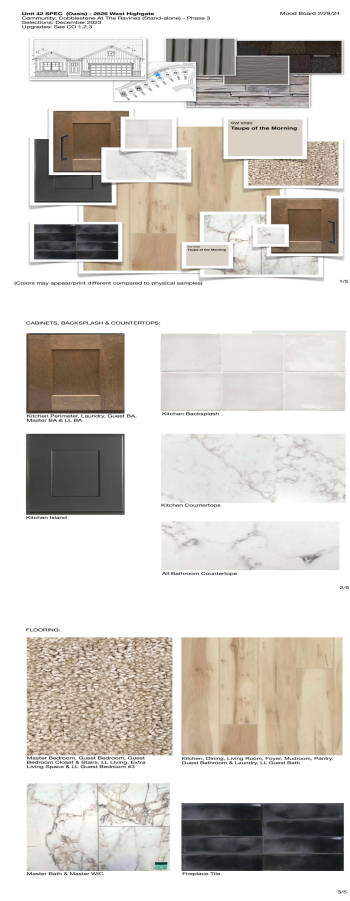 Unit 42 SPEC (Oasis) - 2826 West Highgate
Mood Board 2/28/24
Community: Cobblestone At The Ravines (Stand-alone) - Phase 3
Selections: December 2023
Upgrades: See CO 1,2,3
Taupe of the Morning
Taupe of the Morning
(Colors may appear/print different compared to physical samples)
1/5
CABINETS, BACKSPLASH & COUNTERTOPS:
Kitchen Perimeter, Laundry, Guest BA,
Master BA & LL BA
Kitchen Backsplash
Kitchen Island
Kitchen Countertops
All Bathroom Countertops
2/5
FLOORING:
Master Bedroom, Guest Bedroom, Guest
Bedroom Closet & Stairs, LL Living, Extra
Living Space & LL Guest Bedroom #3
Kitchen, Dining, Living Room, Foyer, Mudroom, Pantry,
Guest Bathroom & Laundry, LL Guest Bath
Master Bath & Master WIC
Fireplace Tile
3/5